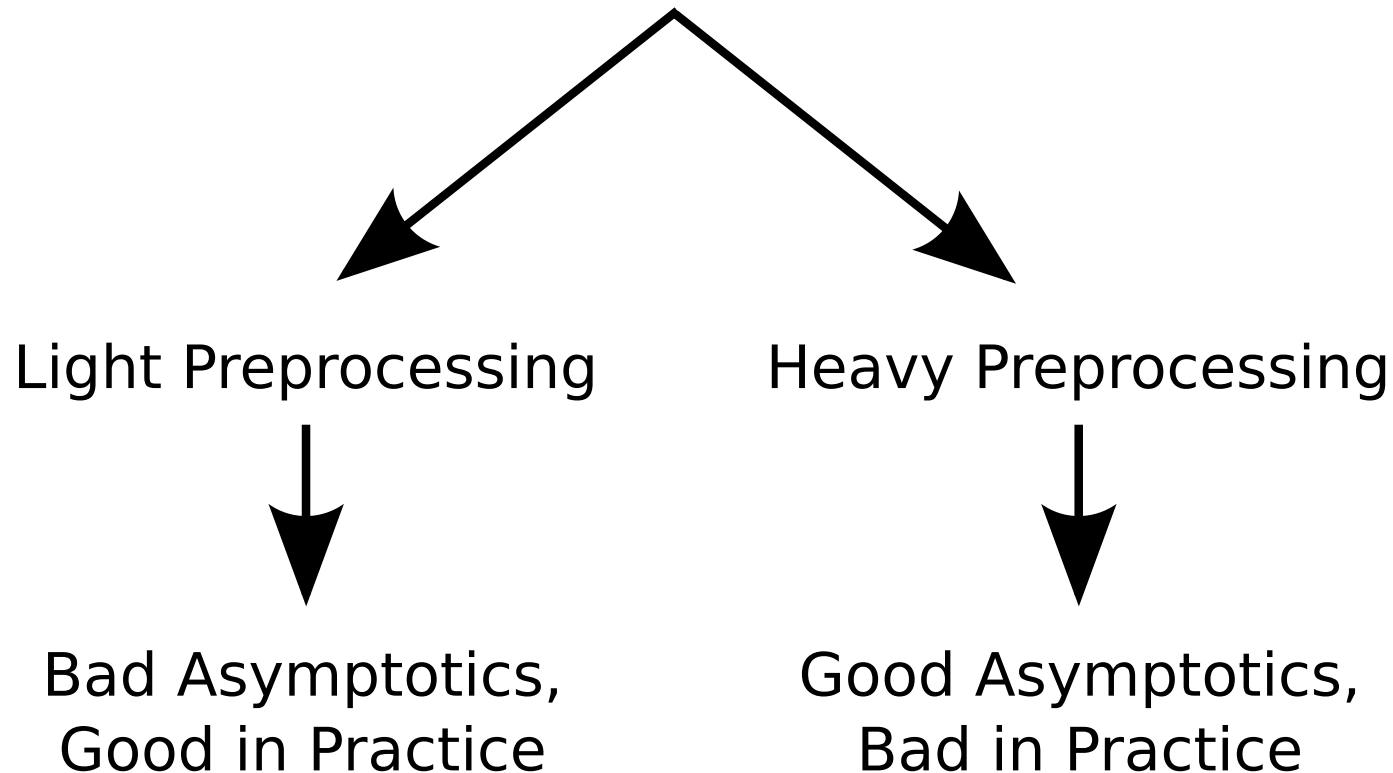 Light Preprocessing
Heavy Preprocessing
Bad Asymptotics,
Good in Practice
Good Asymptotics,
Bad in Practice